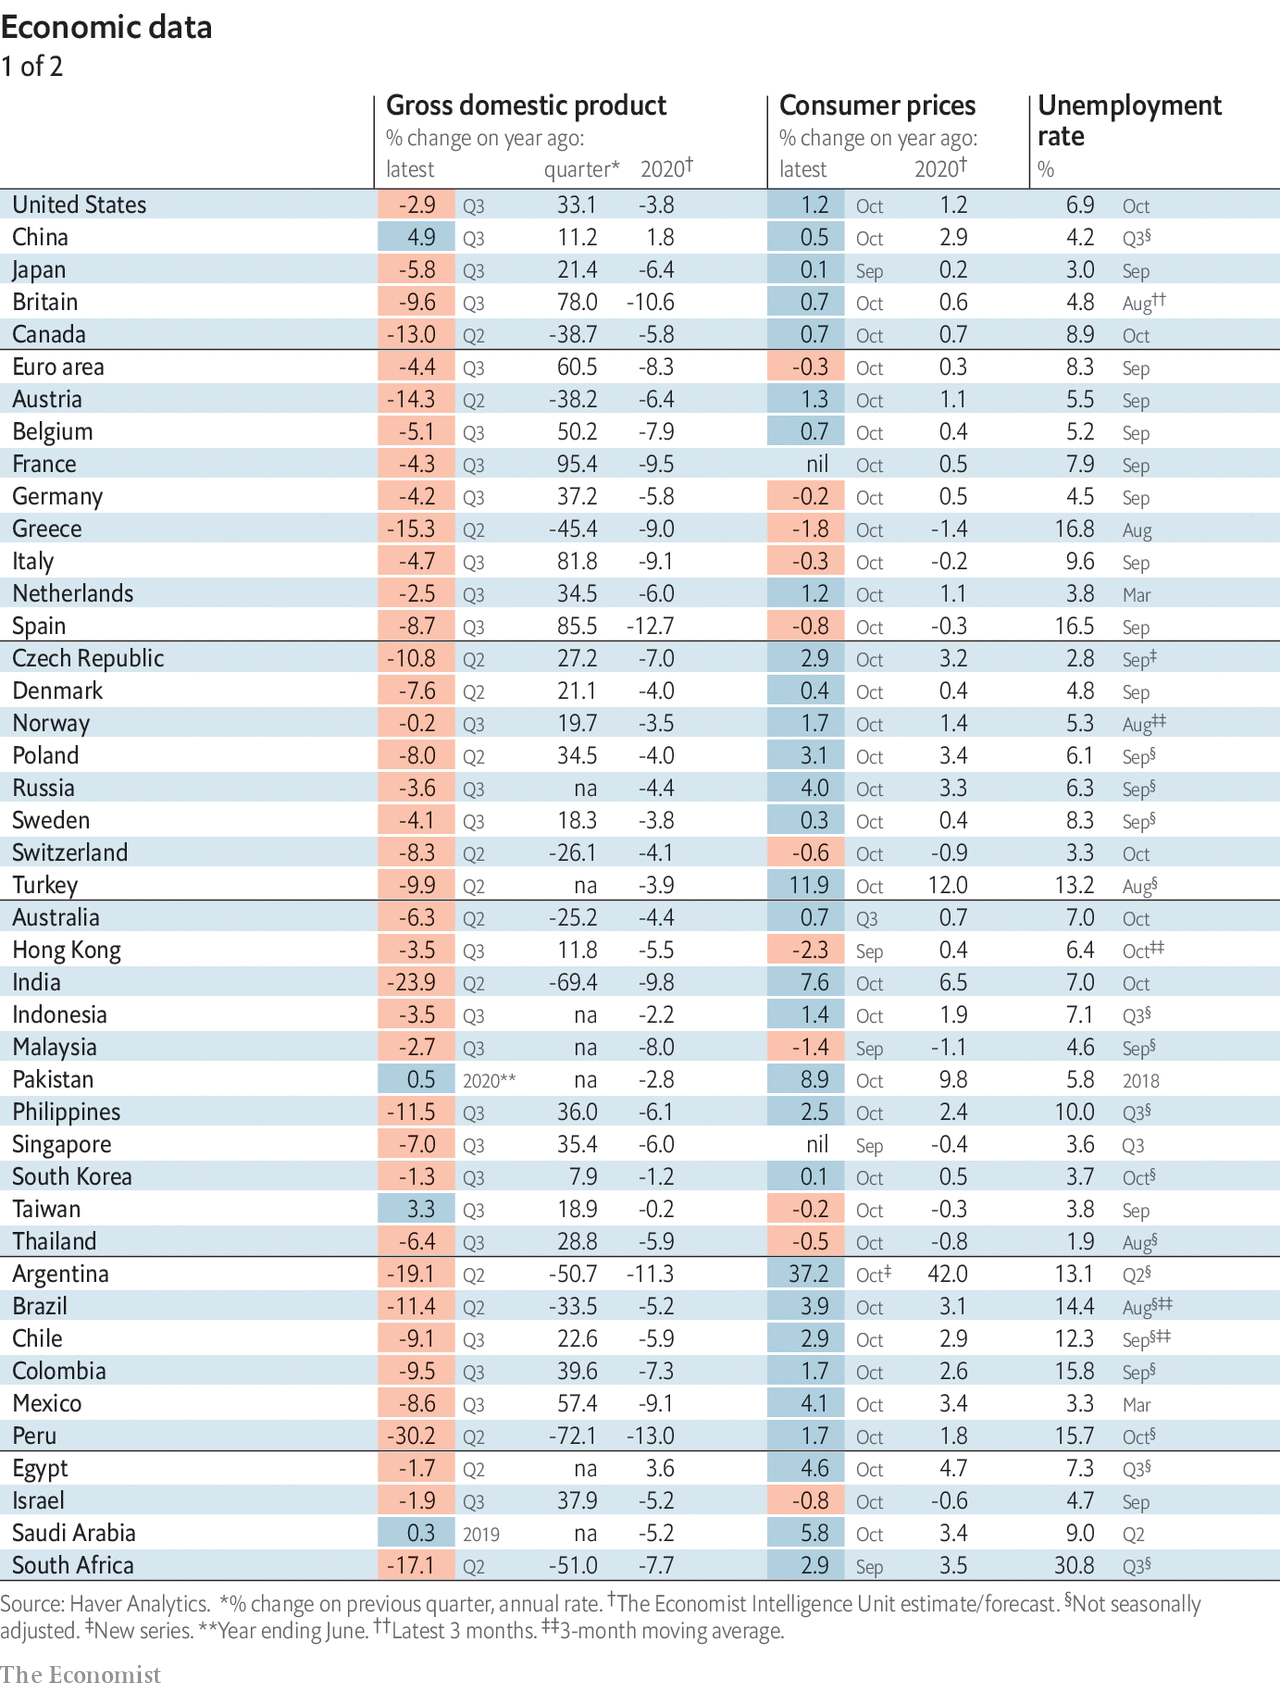 Economic data
1 of 2
Gross domestic product Consumer prices Unemployment
% change on year ago: % change on year ago: rate
latest quarter* 2020† latest 2020† %
United States -2.9 Q3 33.1 -3.8 1.2 Oct 1.2 6.9 Oct
China 4.9 Q3 11.2 1.8 0.5 Oct 2.9 4.2 Q3§
Japan -5.8 Q3 21.4 -6.4 0.1 Sep 0.2 3.0 Sep
Britain -9.6 Q3 78.0 -10.6 0.7 Oct 0.6 4.8 Aug††
Canada -13.0 Q2 -38.7 -5.8 0.7 Oct 0.7 8.9 Oct
Euro area -4.4 Q3 60.5 -8.3 -0.3 Oct 0.3 8.3 Sep
Austria -14.3 Q2 -38.2 -6.4 1.3 Oct 1.1 5.5 Sep
Belgium -5.1 Q3 50.2 -7.9 0.7 Oct 0.4 5.2 Sep
France -4.3 Q3 95.4 -9.5 nil Oct 0.5 7.9 Sep
Germany -4.2 Q3 37.2 -5.8 -0.2 Oct 0.5 4.5 Sep
Greece -15.3 Q2 -45.4 -9.0 -1.8 Oct -1.4 16.8 Aug
Italy -4.7 Q3 81.8 -9.1 -0.3 Oct -0.2 9.6 Sep
Netherlands -2.5 Q3 34.5 -6.0 1.2 Oct 1.1 3.8 Mar
Spain -8.7 Q3 85.5 -12.7 -0.8 Oct -0.3 16.5 Sep
Czech Republic -10.8 Q2 27.2 -7.0 2.9 Oct 3.2 2.8 Sep‡
Denmark -7.6 Q2 21.1 -4.0 0.4 Oct 0.4 4.8 Sep
Norway -0.2 Q3 19.7 -3.5 1.7 Oct 1.4 5.3 Aug‡‡
Poland -8.0 Q2 34.5 -4.0 3.1 Oct 3.4 6.1 Sep§
Russia -3.6 Q3 na -4.4 4.0 Oct 3.3 6.3 Sep§
Sweden -4.1 Q3 18.3 -3.8 0.3 Oct 0.4 8.3 Sep§
Switzerland -8.3 Q2 -26.1 -4.1 -0.6 Oct -0.9 3.3 Oct
Turkey -9.9 Q2 na -3.9 11.9 Oct 12.0 13.2 Aug§
Australia -6.3 Q2 -25.2 -4.4 0.7 Q3 0.7 7.0 Oct
Hong Kong -3.5 Q3 11.8 -5.5 -2.3 Sep 0.4 6.4 Oct‡‡
India -23.9 Q2 -69.4 -9.8 7.6 Oct 6.5 7.0 Oct
Indonesia -3.5 Q3 na -2.2 1.4 Oct 1.9 7.1 Q3§
Malaysia -2.7 Q3 na -8.0 -1.4 Sep -1.1 4.6 Sep§
Pakistan 0.5 2020** na -2.8 8.9 Oct 9.8 5.8 2018
Philippines -11.5 Q3 36.0 -6.1 2.5 Oct 2.4 10.0 Q3§
Singapore -7.0 Q3 35.4 -6.0 nil Sep -0.4 3.6 Q3
South Korea -1.3 Q3 7.9 -1.2 0.1 Oct 0.5 3.7 Oct§
Taiwan 3.3 Q3 18.9 -0.2 -0.2 Oct -0.3 3.8 Sep
Thailand -6.4 Q3 28.8 -5.9 -0.5 Oct -0.8 1.9 Aug§
Argentina -19.1 Q2 -50.7 -11.3 37.2 Oct‡ 42.0 13.1 Q2§
Brazil -11.4 Q2 -33.5 -5.2 3.9 Oct 3.1 14.4 Aug§‡‡
Chile -9.1 Q3 22.6 -5.9 2.9 Oct 2.9 12.3 Sep§‡‡
Colombia -9.5 Q3 39.6 -7.3 1.7 Oct 2.6 15.8 Sep§
Mexico -8.6 Q3 57.4 -9.1 4.1 Oct 3.4 3.3 Mar
Peru -30.2 Q2 -72.1 -13.0 1.7 Oct 1.8 15.7 Oct§
Egypt -1.7 Q2 na 3.6 4.6 Oct 4.7 7.3 Q3§
Israel -1.9 Q3 37.9 -5.2 -0.8 Oct -0.6 4.7 Sep
Saudi Arabia 0.3 2019 na -5.2 5.8 Oct 3.4 9.0 Q2
South Africa -17.1 Q2 -51.0 -7.7 2.9 Sep 3.5 30.8 Q3§
Source: Haver Analytics. *% change on previous quarter, annual rate. †The Economist Intelligence Unit estimate/forecast. §Not seasonally
adjusted. ‡New series. **Year ending June. ††Latest 3 months. ‡‡3-month moving average.
The Economist